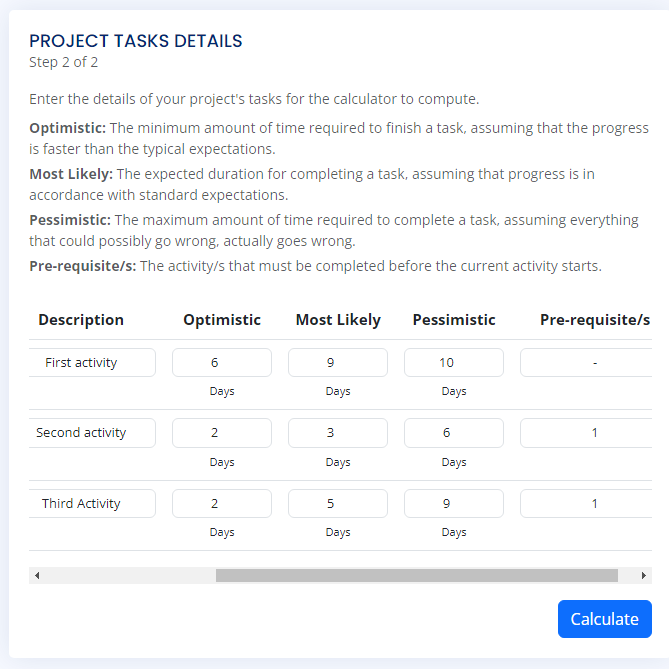 PROJECT TASKS DETAILS
Step 2 of 2
Enter the details of your project's tasks for the calculator to compute.
Optimistic: The minimum amount of time required to finish a task, assuming that the progress
is faster than the typical expectations.
Most Likely: The expected duration for completing a task, assuming that progress is in
accordance with standard expectations.
Pessimistic: The maximum amount of time required to complete a task, assuming everything
that could possibly go wrong, actually goes wrong.
Pre-requisite/s: The activity/s that must be completed before the current activity starts.
Description Optimistic Most Likely Pessimistic Pre-requisite/s
First activity 6 9 10 -
Days Days Days
Second activity 2 3 6 1
Days Days Days
Third Activity 2 5 9 1
Days Days Days
Calculate